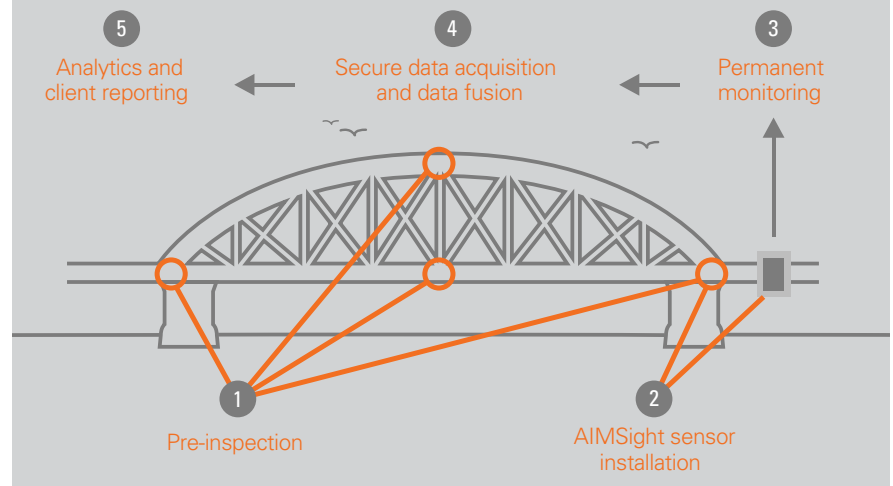 5
Analytics and
client reporting
4
Secure data acquisition
and data fusion
3
Permanent
monitoring
1
Pre-inspection
2
AIMSight sensor
installation